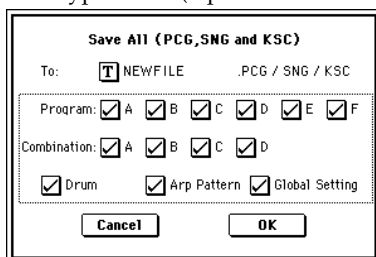 Save All (PCG,SNG and KSC)
To: T NEWFILE .PCG / SNG / KSC
Program: A B C D E F
Combination: A B C D
Drum Arp Pattern Global Setting
Cancel OK